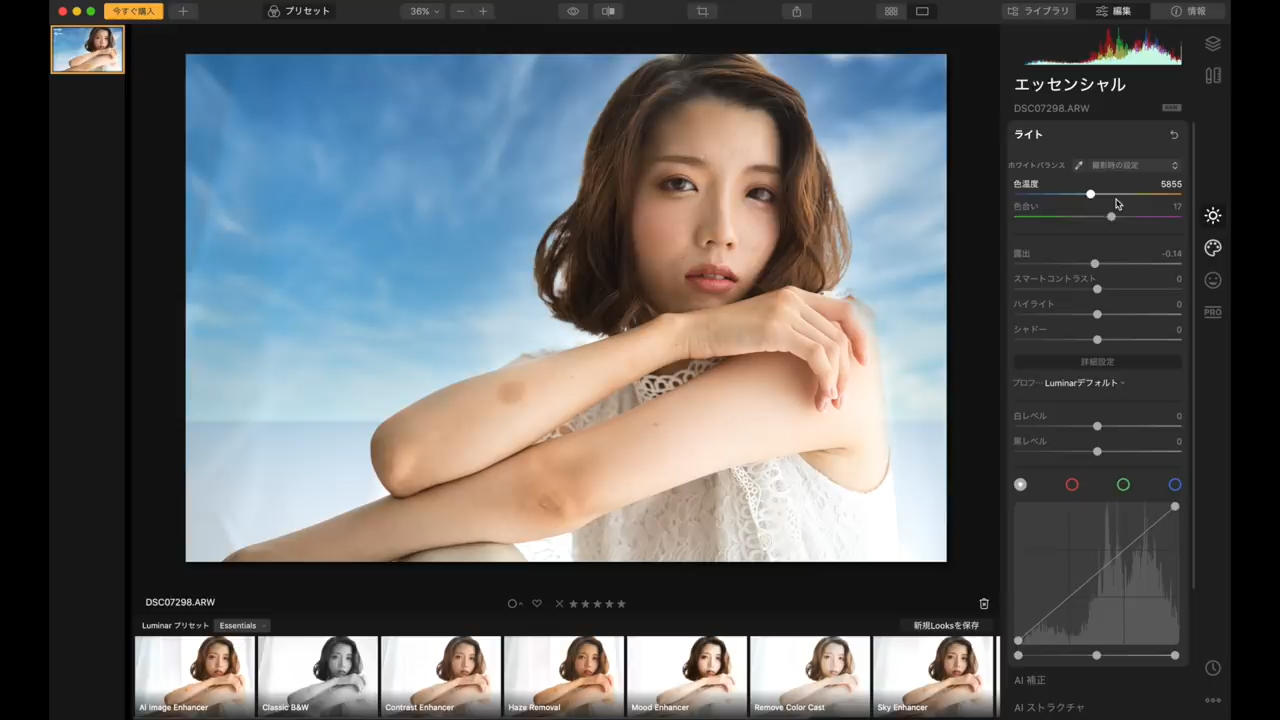 今すぐ購入
プリセット
36%
ライブラリ
編集
情報
エッセンシャル
DSC07298.ARW
RAW
ライト
ホワイトバランス 撮影時の設定
色温度 5855
色合い 17
露出 -0.14
スマートコントラスト 0
ハイライト 0
シャドー 0
詳細設定
プロフ… Luminarデフォルト
白レベル 0
黒レベル 0
PRO
AI 補正
AI ストラクチャ
DSC07298.ARW
Luminar プリセット Essentials
新規Looksを保存
AI Image Enhancer
Classic B&W
Contrast Enhancer
Haze Removal
Mood Enhancer
Remove Color Cast
Sky Enhancer